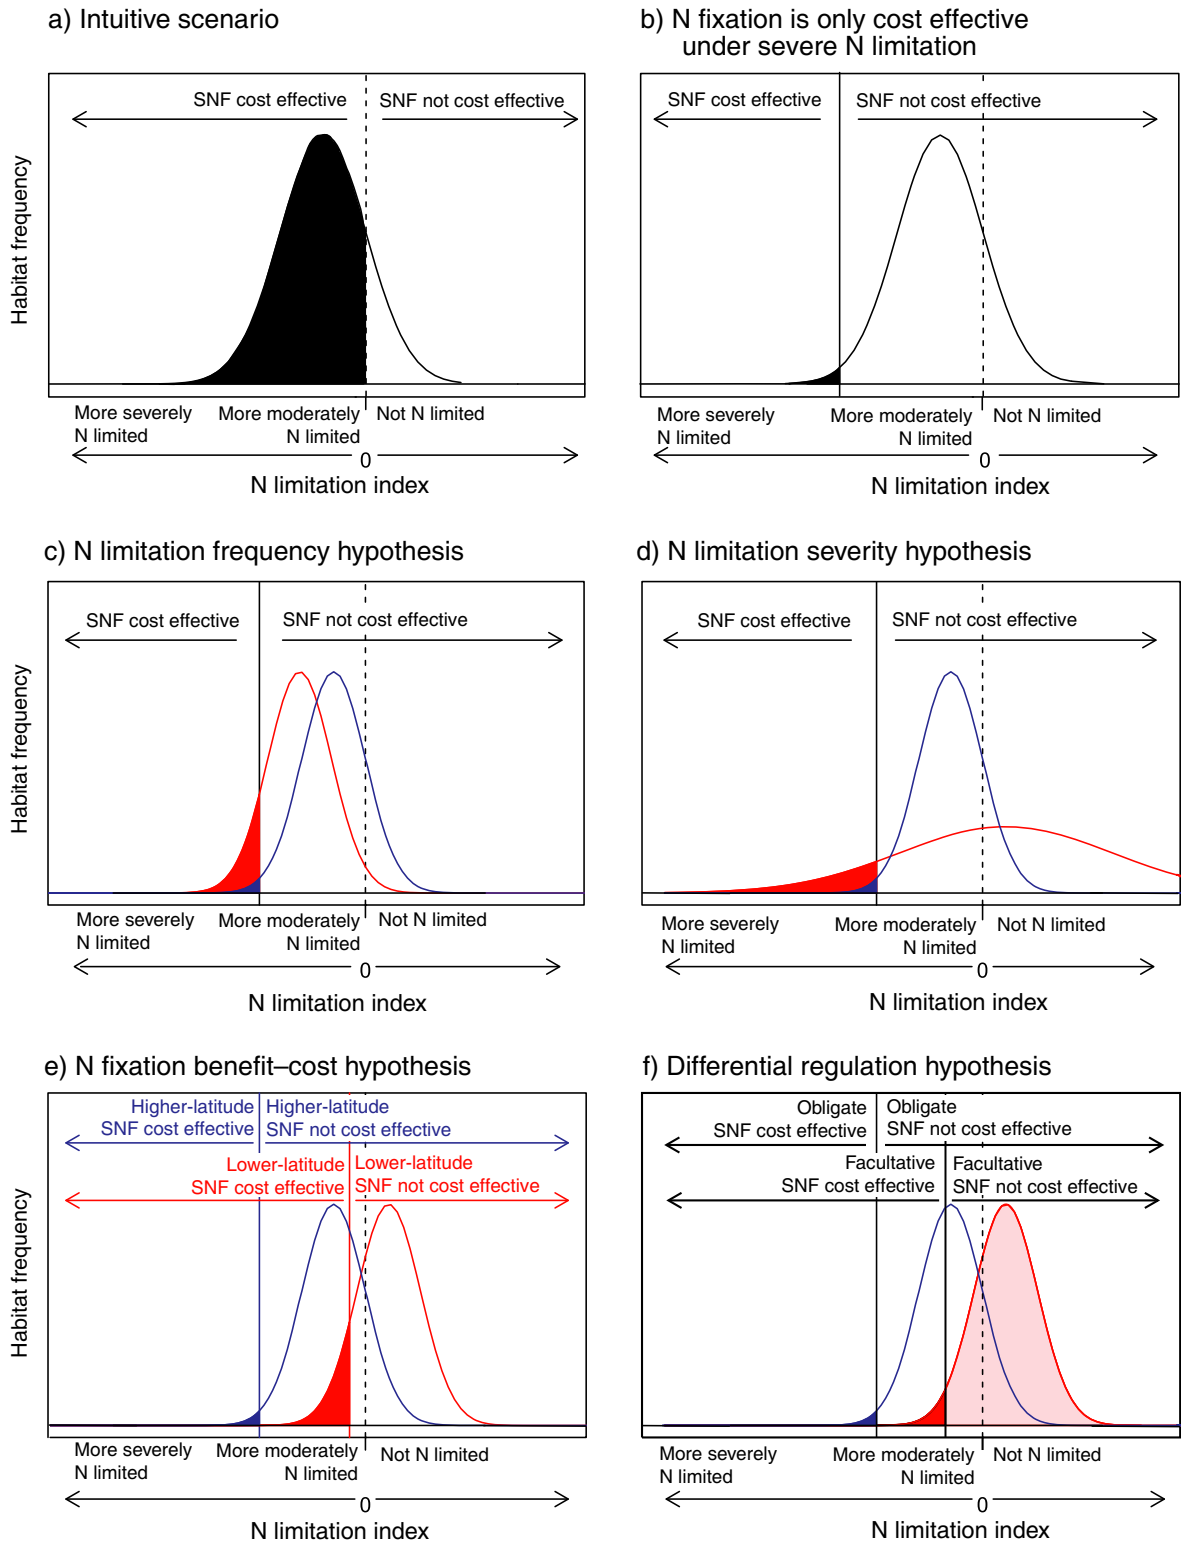 a) Intuitive scenario
SNF cost effective
SNF not cost effective
Habitat frequency
More severely
N limited
More moderately
N limited
Not N limited
0
N limitation index
b) N fixation is only cost effective
under severe N limitation
SNF cost effective
SNF not cost effective
More severely
N limited
More moderately
N limited
Not N limited
0
N limitation index
c) N limitation frequency hypothesis
SNF cost effective
SNF not cost effective
Habitat frequency
More severely
N limited
More moderately
N limited
Not N limited
0
N limitation index
d) N limitation severity hypothesis
SNF cost effective
SNF not cost effective
More severely
N limited
More moderately
N limited
Not N limited
0
N limitation index
e) N fixation benefit–cost hypothesis
Higher-latitude
SNF cost effective
Higher-latitude
SNF not cost effective
Lower-latitude
SNF cost effective
Lower-latitude
SNF not cost effective
Habitat frequency
More severely
N limited
More moderately
N limited
Not N limited
0
N limitation index
f) Differential regulation hypothesis
Obligate
SNF cost effective
Obligate
SNF not cost effective
Facultative
SNF cost effective
Facultative
SNF not cost effective
More severely
N limited
More moderately
N limited
Not N limited
0
N limitation index